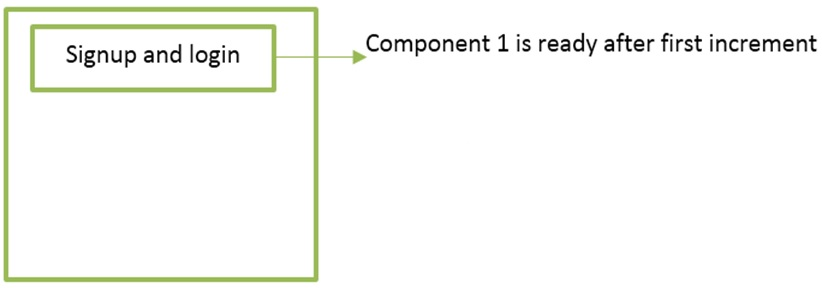 Signup and login
Component 1 is ready after first increment